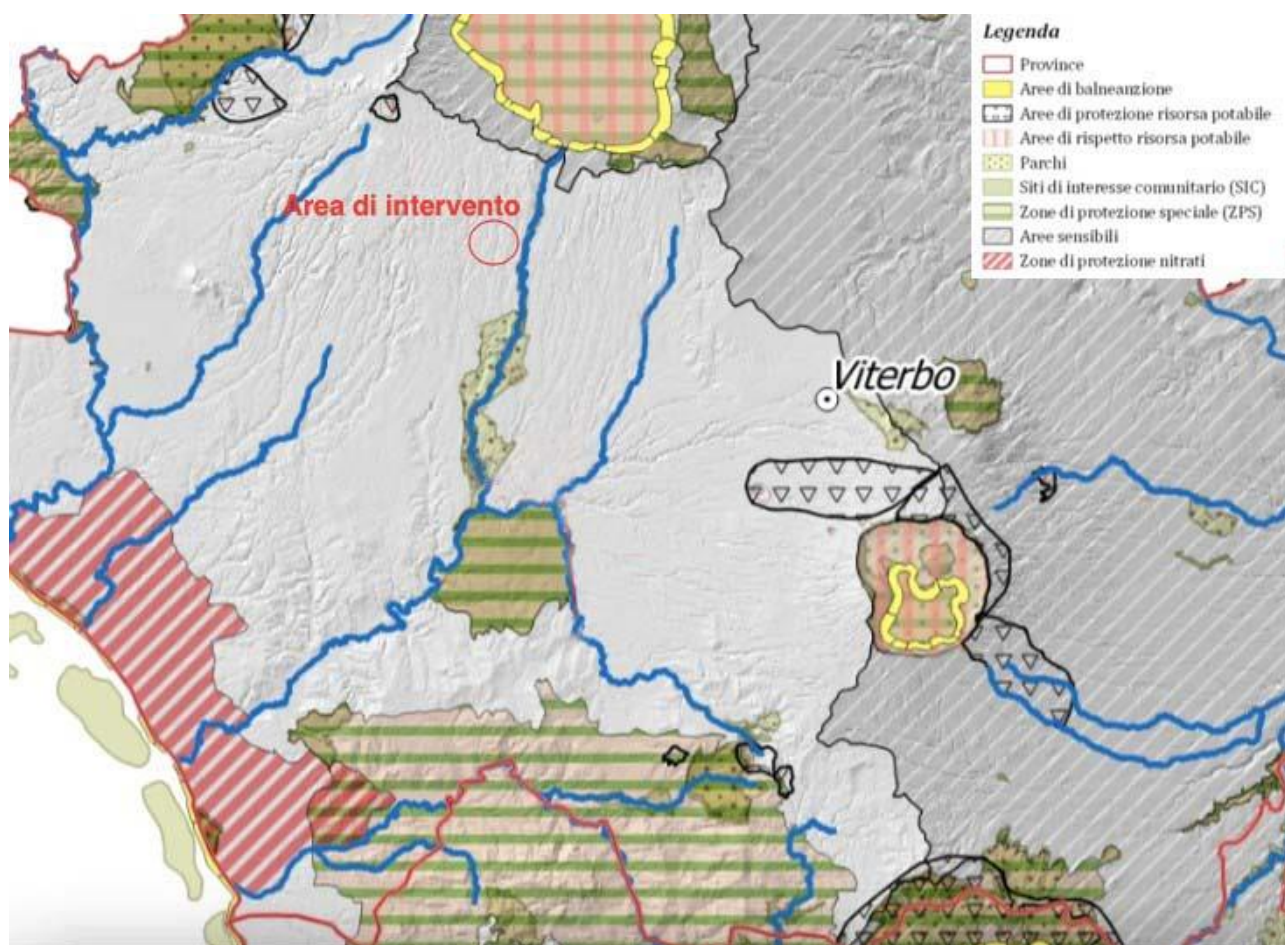 Legenda
Province
Aree di balneanzione
Aree di protezione risorsa potabile
Aree di rispetto risorsa potabile
Parchi
Siti di interesse comunitario (SIC)
Zone di protezione speciale (ZPS)
Aree sensibili
Zone di protezione nitrati
Area di intervento
Viterbo